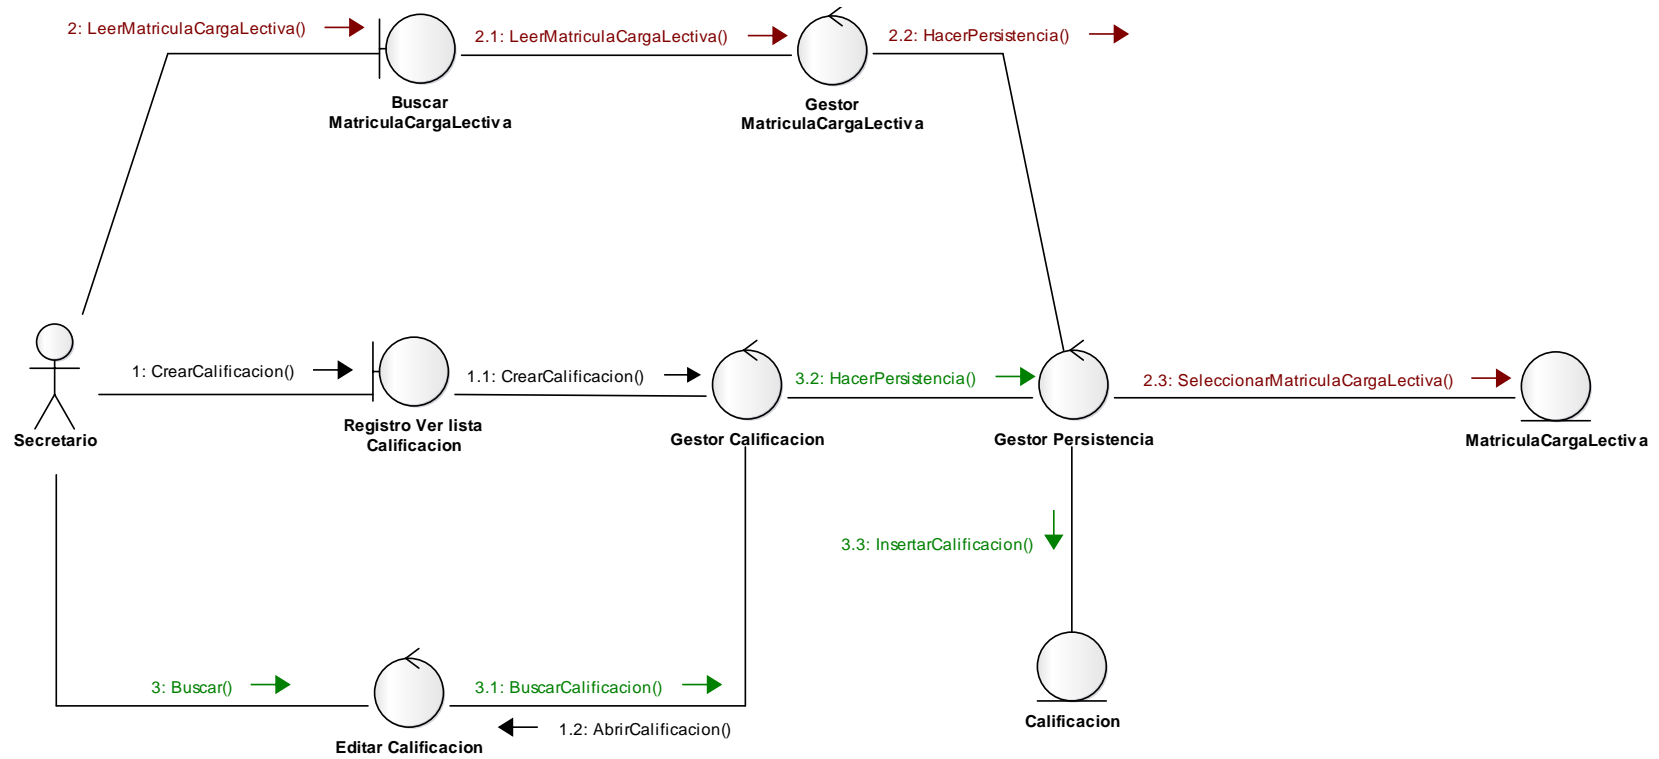 2: LeerMatriculaCargaLectiva()
2.1: LeerMatriculaCargaLectiva()
2.2: HacerPersistencia()
Buscar
MatriculaCargaLectiva
Gestor
MatriculaCargaLectiva
1: CrearCalificacion()
1.1: CrearCalificacion()
3.2: HacerPersistencia()
2.3: SeleccionarMatriculaCargaLectiva()
Secretario
Registro Ver lista
Calificacion
Gestor Calificacion
Gestor Persistencia
MatriculaCargaLectiva
3.3: InsertarCalificacion()
3: Buscar()
3.1: BuscarCalificacion()
1.2: AbrirCalificacion()
Editar Calificacion
Calificacion